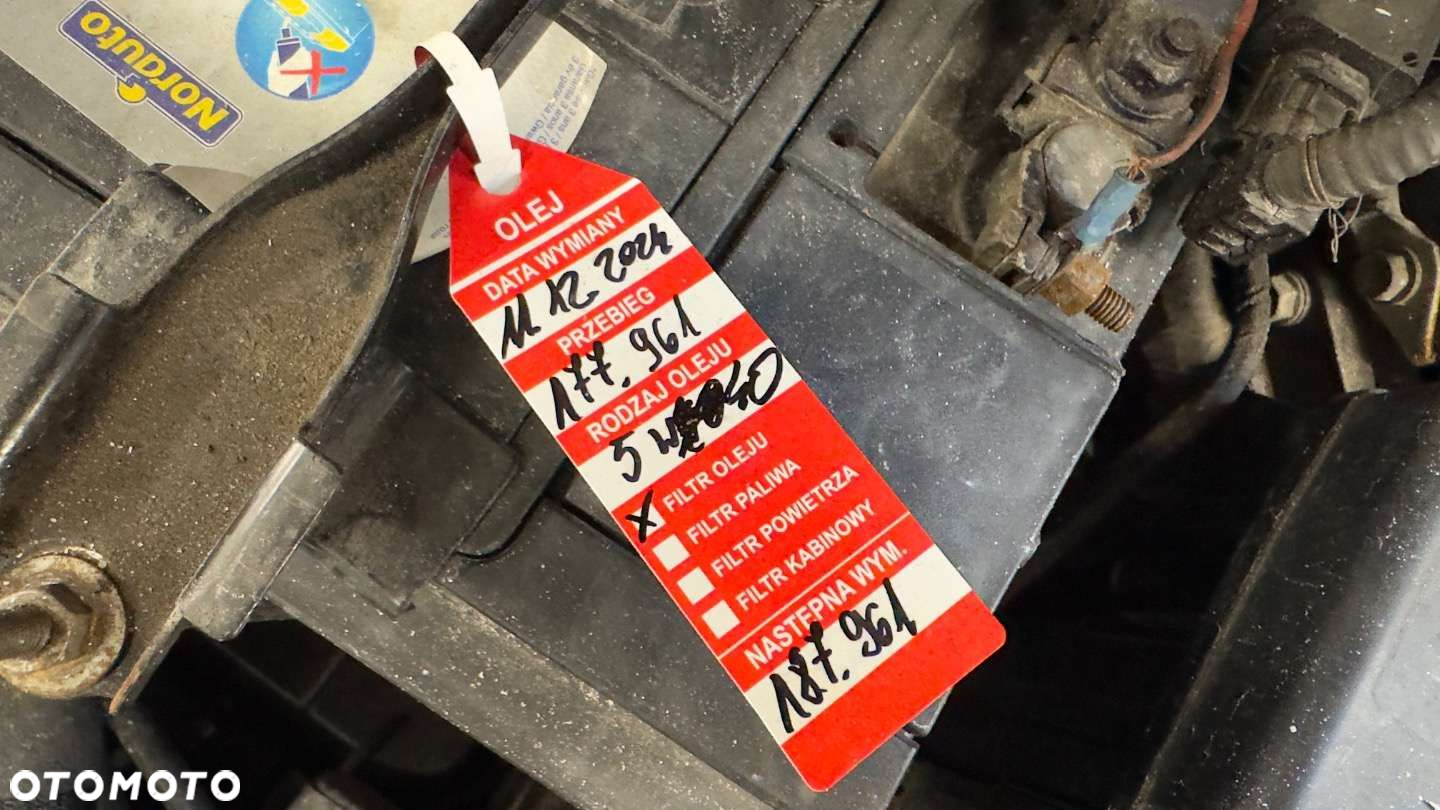 Norauto
OLEJ
DATA WYMIANY
11.12.2024
PRZEBIEG
177.961
RODZAJ OLEJU
5W40
X FILTR OLEJU
FILTR PALIWA
FILTR POWIETRZA
FILTR KABINOWY
NASTĘPNA WYM.
187.961
OTOMOTO